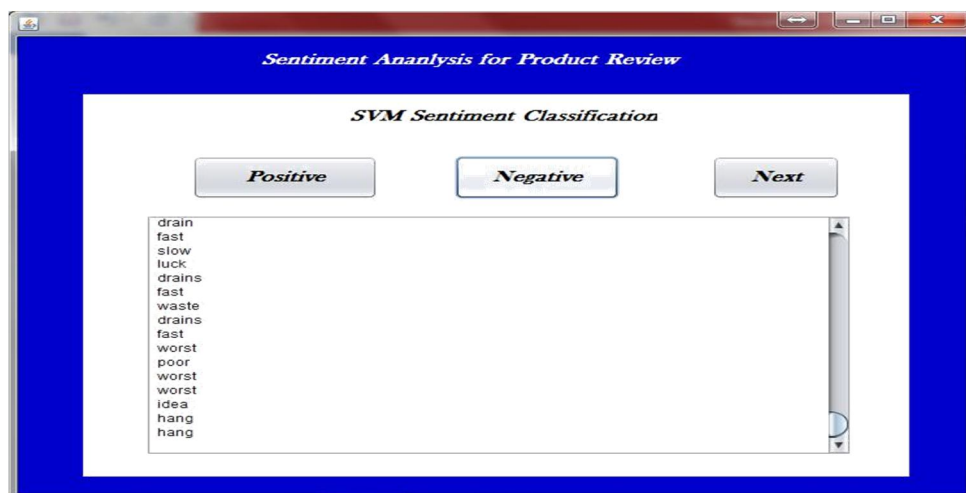 Sentiment Ananlysis for Product Review
SVM Sentiment Classification
Positive Negative Next
drain
fast
slow
luck
drains
fast
waste
drains
fast
worst
poor
worst
worst
idea
hang
hang